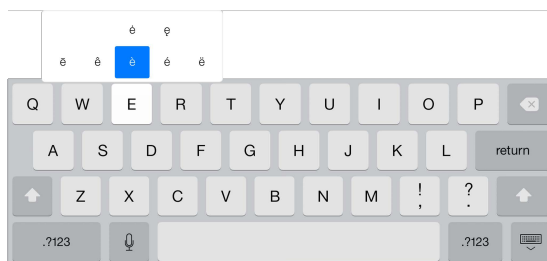 ė ę
ē ê è é ë
Q W E R T Y U I O P
A S D F G H J K L return
Z X C V B N M ! , ? .
.?123 .?123